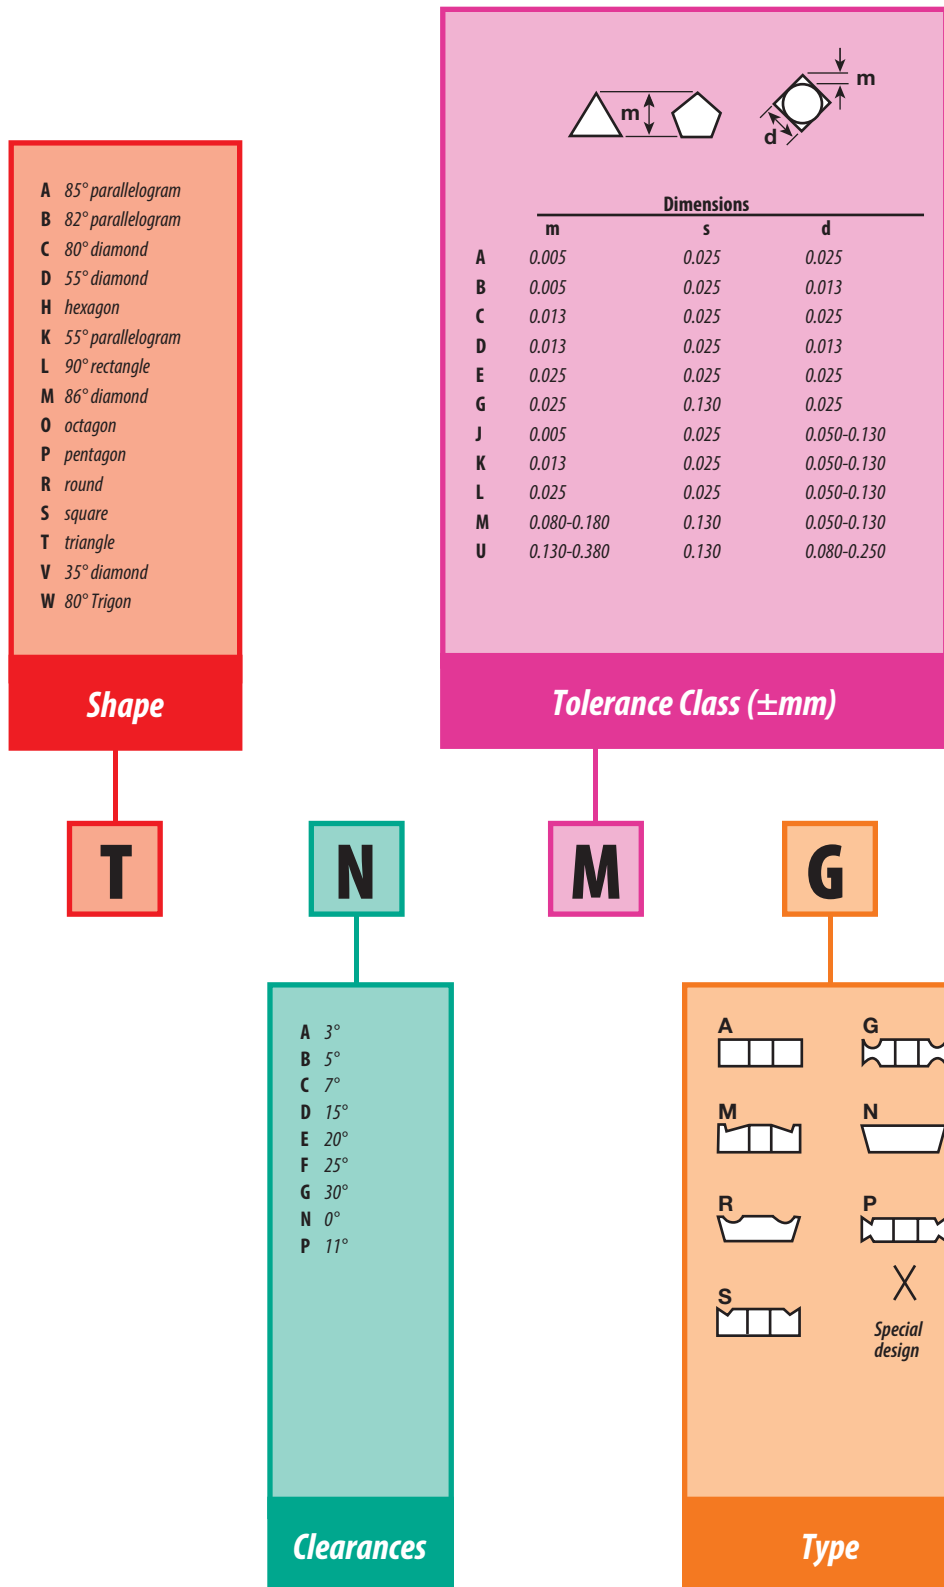 m
m
d
Dimensions
m s d
A 0.005 0.025 0.025
B 0.005 0.025 0.013
C 0.013 0.025 0.025
D 0.013 0.025 0.013
E 0.025 0.025 0.025
G 0.025 0.130 0.025
J 0.005 0.025 0.050-0.130
K 0.013 0.025 0.050-0.130
L 0.025 0.025 0.050-0.130
M 0.080-0.180 0.130 0.050-0.130
U 0.130-0.380 0.130 0.080-0.250
Tolerance Class (±mm)
A 85° parallelogram
B 82° parallelogram
C 80° diamond
D 55° diamond
H hexagon
K 55° parallelogram
L 90° rectangle
M 86° diamond
O octagon
P pentagon
R round
S square
T triangle
V 35° diamond
W 80° Trigon
Shape
T N M G
A 3°
B 5°
C 7°
D 15°
E 20°
F 25°
G 30°
N 0°
P 11°
Clearances
A G
M N
R P
S X
Special
design
Type